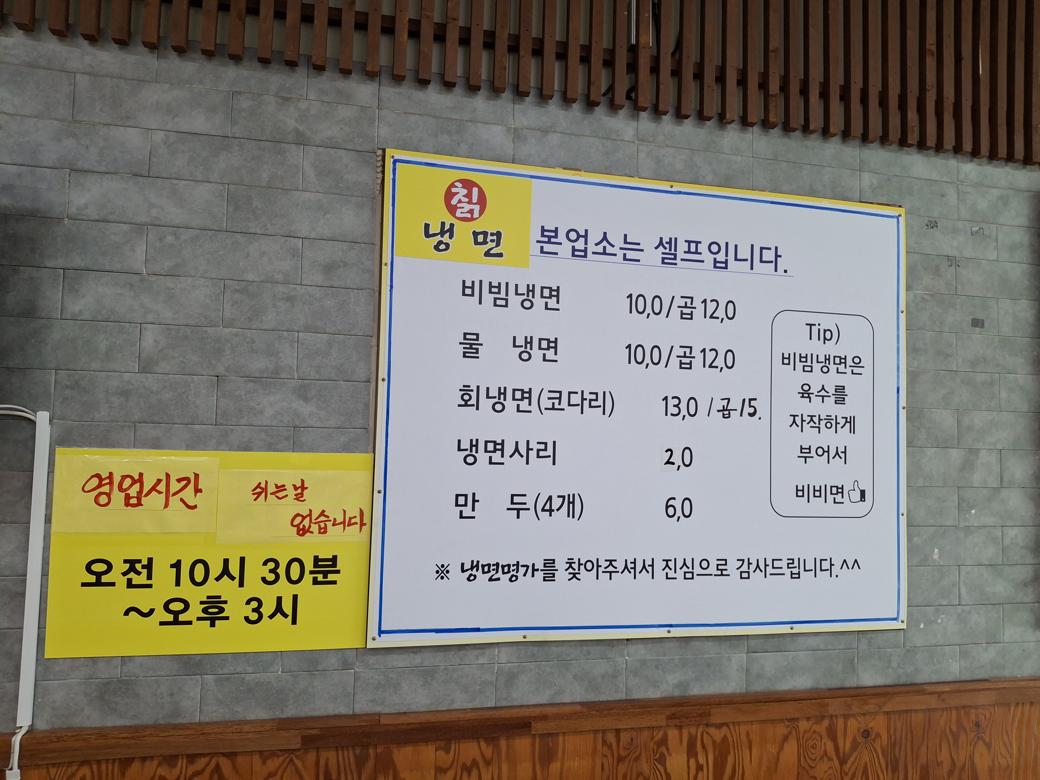 칡
냉 면
본업소는 셀프입니다.
비빔냉면 10,0/곱12,0
물 냉면 10,0/곱12,0
회냉면(코다리) 13,0 /곱15.
냉면사리 2,0
만 두(4개) 6,0
Tip)
비빔냉면은
육수를
자작하게
부어서
비비면
※ 냉면명가를 찾아주셔서 진심으로 감사드립니다.^^
영업시간
쉬는날
없습니다
오전 10시 30분
~오후 3시